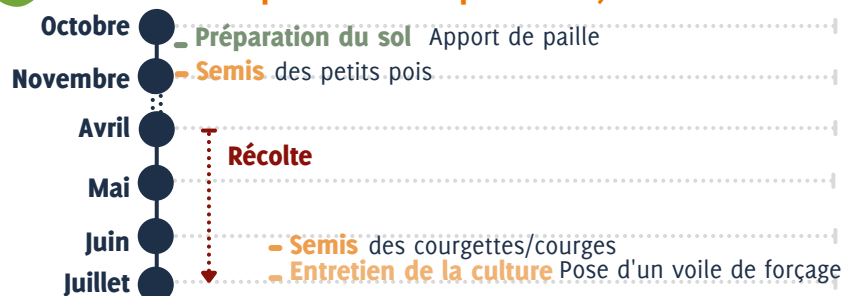 Octobre
Préparation du sol Apport de paille
Novembre
Semis des petits pois
Avril
Récolte
Mai
Juin
Semis des courgettes/courges
Entretien de la culture Pose d'un voile de forçage
Juillet